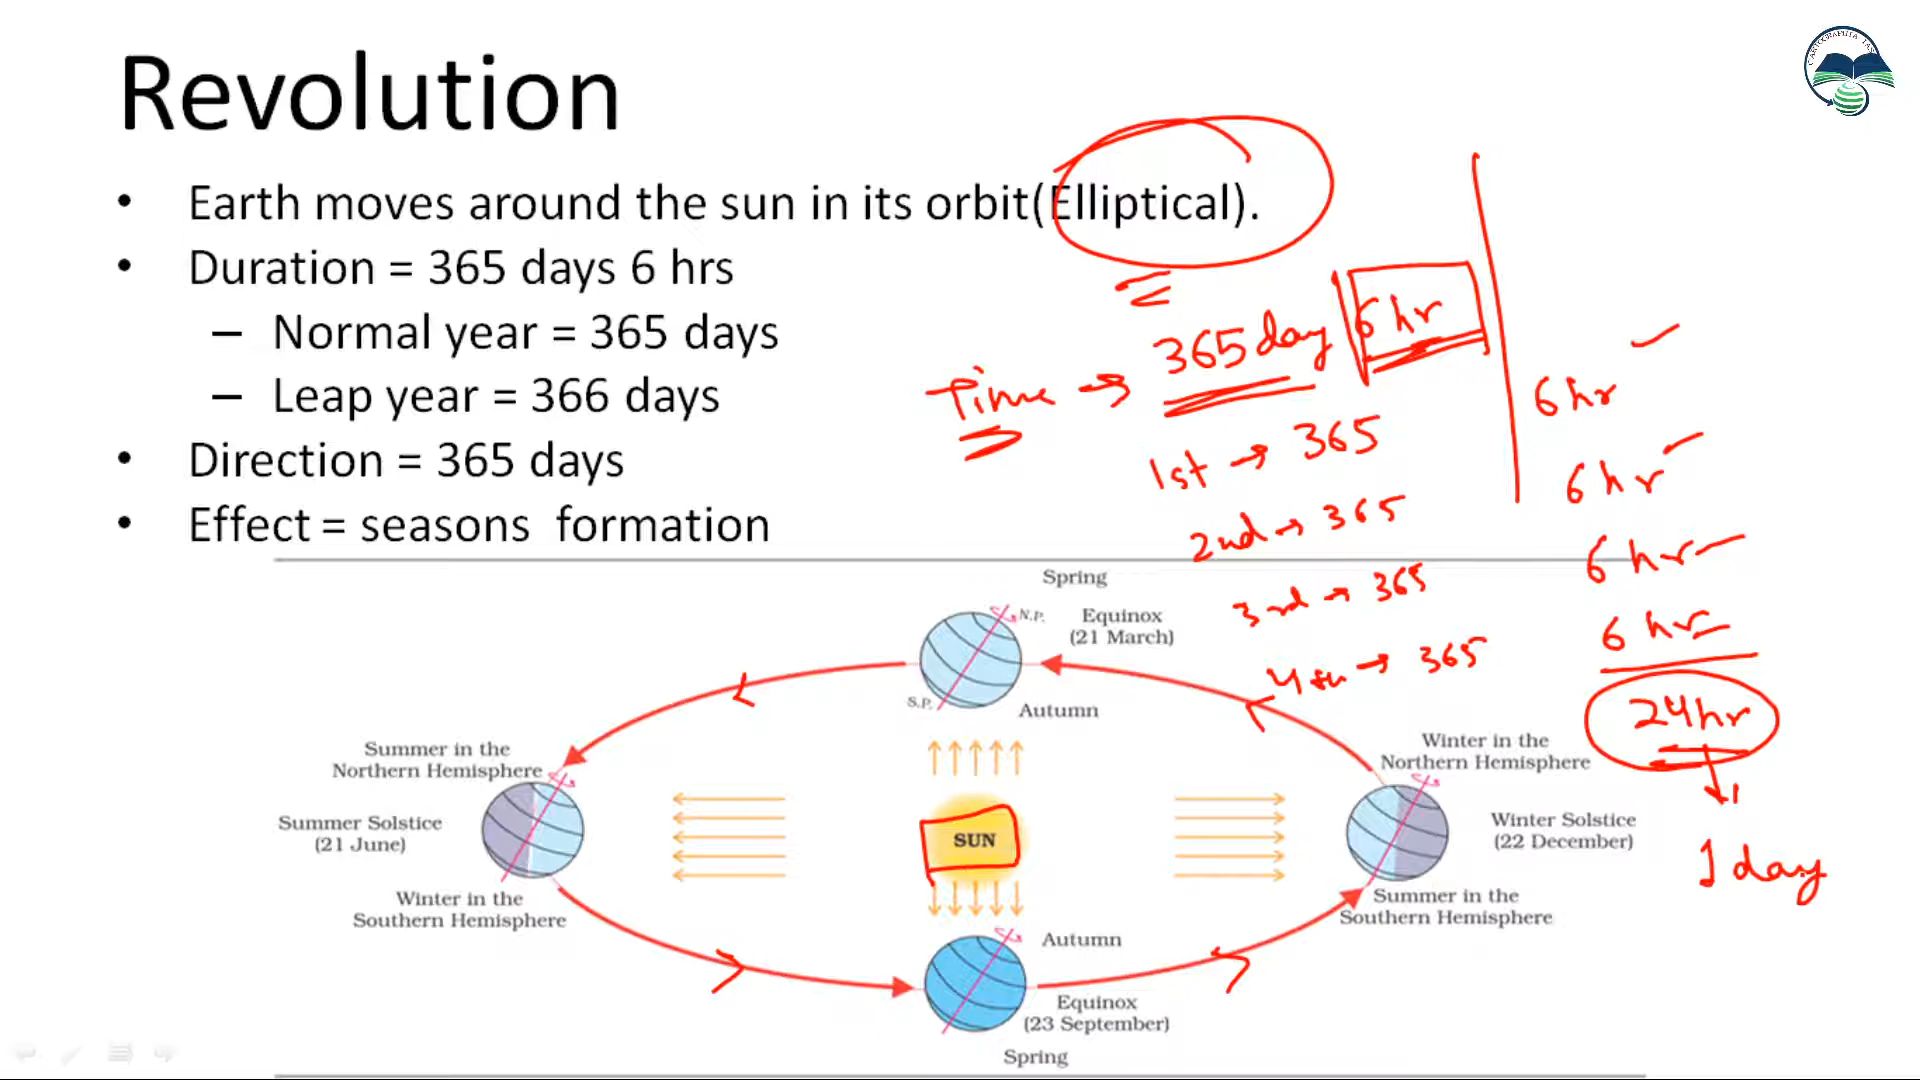 CARTOGRAPHIA IAS
Revolution
• Earth moves around the sun in its orbit(Elliptical).
• Duration = 365 days 6 hrs
– Normal year = 365 days
– Leap year = 366 days
• Direction = 365 days
• Effect = seasons formation
Time → 365 day 6 hr
1st → 365
2nd → 365
3rd → 365
4th → 365
6 hr
6 hr
6 hr
6 hr
24hr
1 day
Spring
N.P.
Equinox
(21 March)
S.P.
Autumn
Summer in the
Northern Hemisphere
Summer Solstice
(21 June)
Winter in the
Southern Hemisphere
SUN
Winter in the
Northern Hemisphere
Winter Solstice
(22 December)
Summer in the
Southern Hemisphere
Autumn
Equinox
(23 September)
Spring